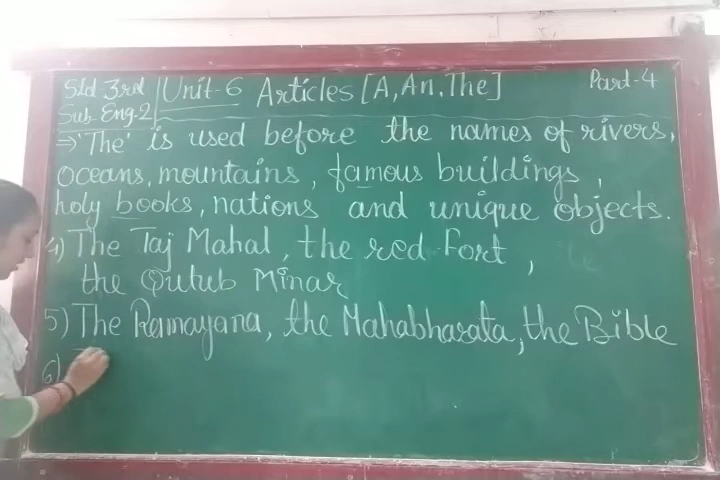 Std 3rd Unit-6 Articles [A, An, The] Part-4
Sub-Eng-2
⇒ 'The' is used before the names of rivers,
oceans, mountains, famous buildings,
holy books, nations and unique objects.
4) The Taj Mahal, the red Fort,
the Qutub Minar
5) The Ramayana, the Mahabharata, the Bible
6)